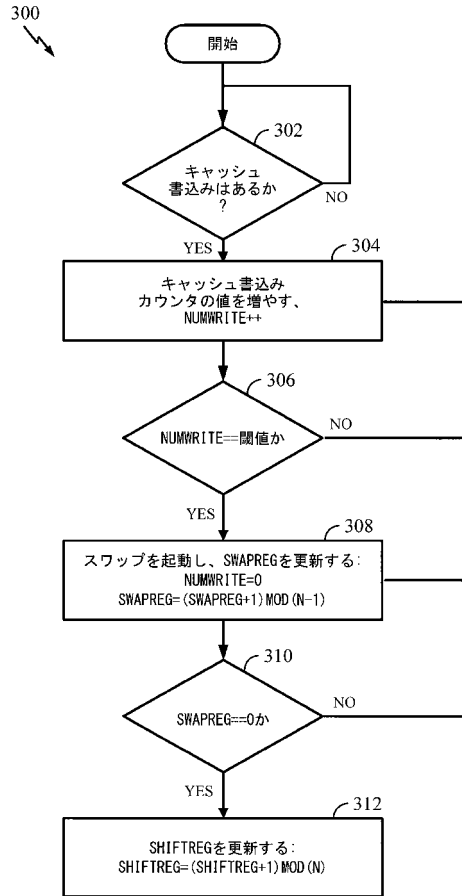 300
開始
302
キャッシュ
書込みはあるか
?
NO
YES
304
キャッシュ書込み
カウンタの値を増やす、
NUMWRITE++
306
NUMWRITE==閾値か
NO
YES
308
スワップを起動し、SWAPREGを更新する:
NUMWRITE=0
SWAPREG=(SWAPREG+1)MOD(N-1)
310
SWAPREG==0か
NO
YES
312
SHIFTREGを更新する:
SHIFTREG=(SHIFTREG+1)MOD(N)